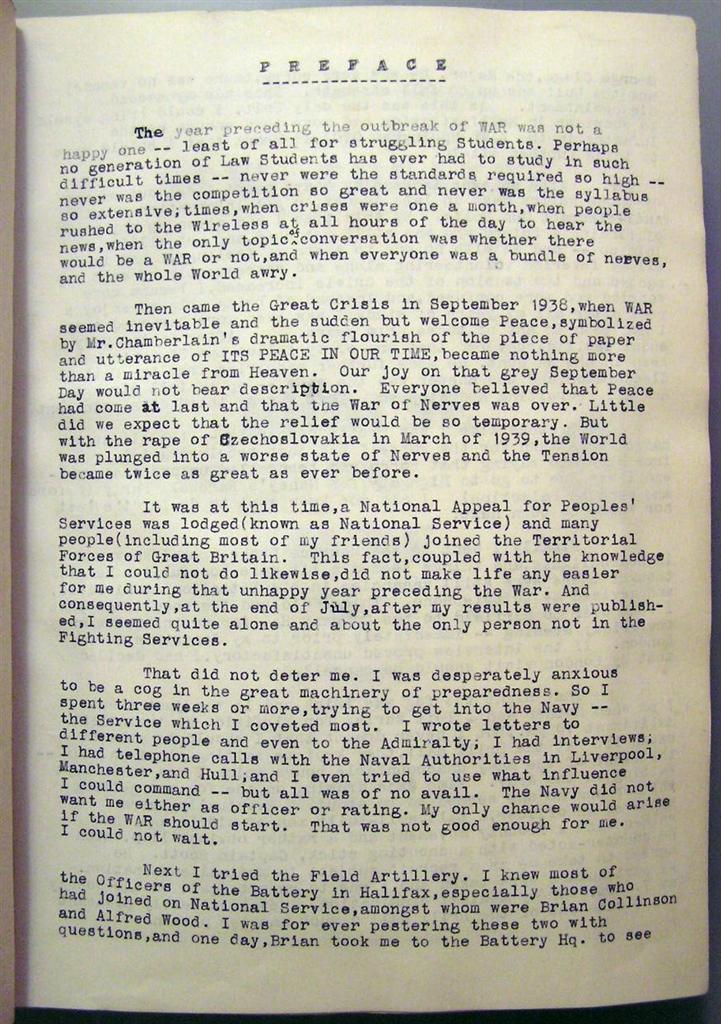 P R E F A C E
The year preceding the outbreak of WAR was not a
happy one -- least of all for struggling Students. Perhaps
no generation of Law Students has ever had to study in such
difficult times -- never were the standards required so high --
never was the competition so great and never was the syllabus
so extensive;times,when crises were one a month,when people
rushed to the Wireless at all hours of the day to hear the
news,when the only topic of conversation was whether there
would be a WAR or not,and when everyone was a bundle of nerves,
and the whole World awry.
Then came the Great Crisis in September 1938,when WAR
seemed inevitable and the sudden but welcome Peace,symbolized
by Mr.Chamberlain's dramatic flourish of the piece of paper
and utterance of ITS PEACE IN OUR TIME,became nothing more
than a miracle from Heaven. Our joy on that grey September
Day would not bear description. Everyone believed that Peace
had come at last and that the War of Nerves was over. Little
did we expect that the relief would be so temporary. But
with the rape of Czechoslovakia in March of 1939,the World
was plunged into a worse state of Nerves and the Tension
became twice as great as ever before.
It was at this time,a National Appeal for Peoples'
Services was lodged(known as National Service) and many
people(including most of my friends) joined the Territorial
Forces of Great Britain. This fact,coupled with the knowledge
that I could not do likewise,did not make life any easier
for me during that unhappy year preceding the War. And
consequently,at the end of July,after my results were publish-
ed,I seemed quite alone and about the only person not in the
Fighting Services.
That did not deter me. I was desperately anxious
to be a cog in the great machinery of preparedness. So I
spent three weeks or more,trying to get into the Navy --
the Service which I coveted most. I wrote letters to
different people and even to the Admiralty; I had interviews;
I had telephone calls with the Naval Authorities in Liverpool,
Manchester,and Hull;and I even tried to use what influence
I could command -- but all was of no avail. The Navy did not
want me either as officer or rating. My only chance would arise
if the WAR should start. That was not good enough for me.
I could not wait.
Next I tried the Field Artillery. I knew most of
the Officers of the Battery in Halifax,especially those who
had joined on National Service,amongst whom were Brian Collinson
and Alfred Wood. I was for ever pestering these two with
questions,and one day,Brian took me to the Battery Hq. to see